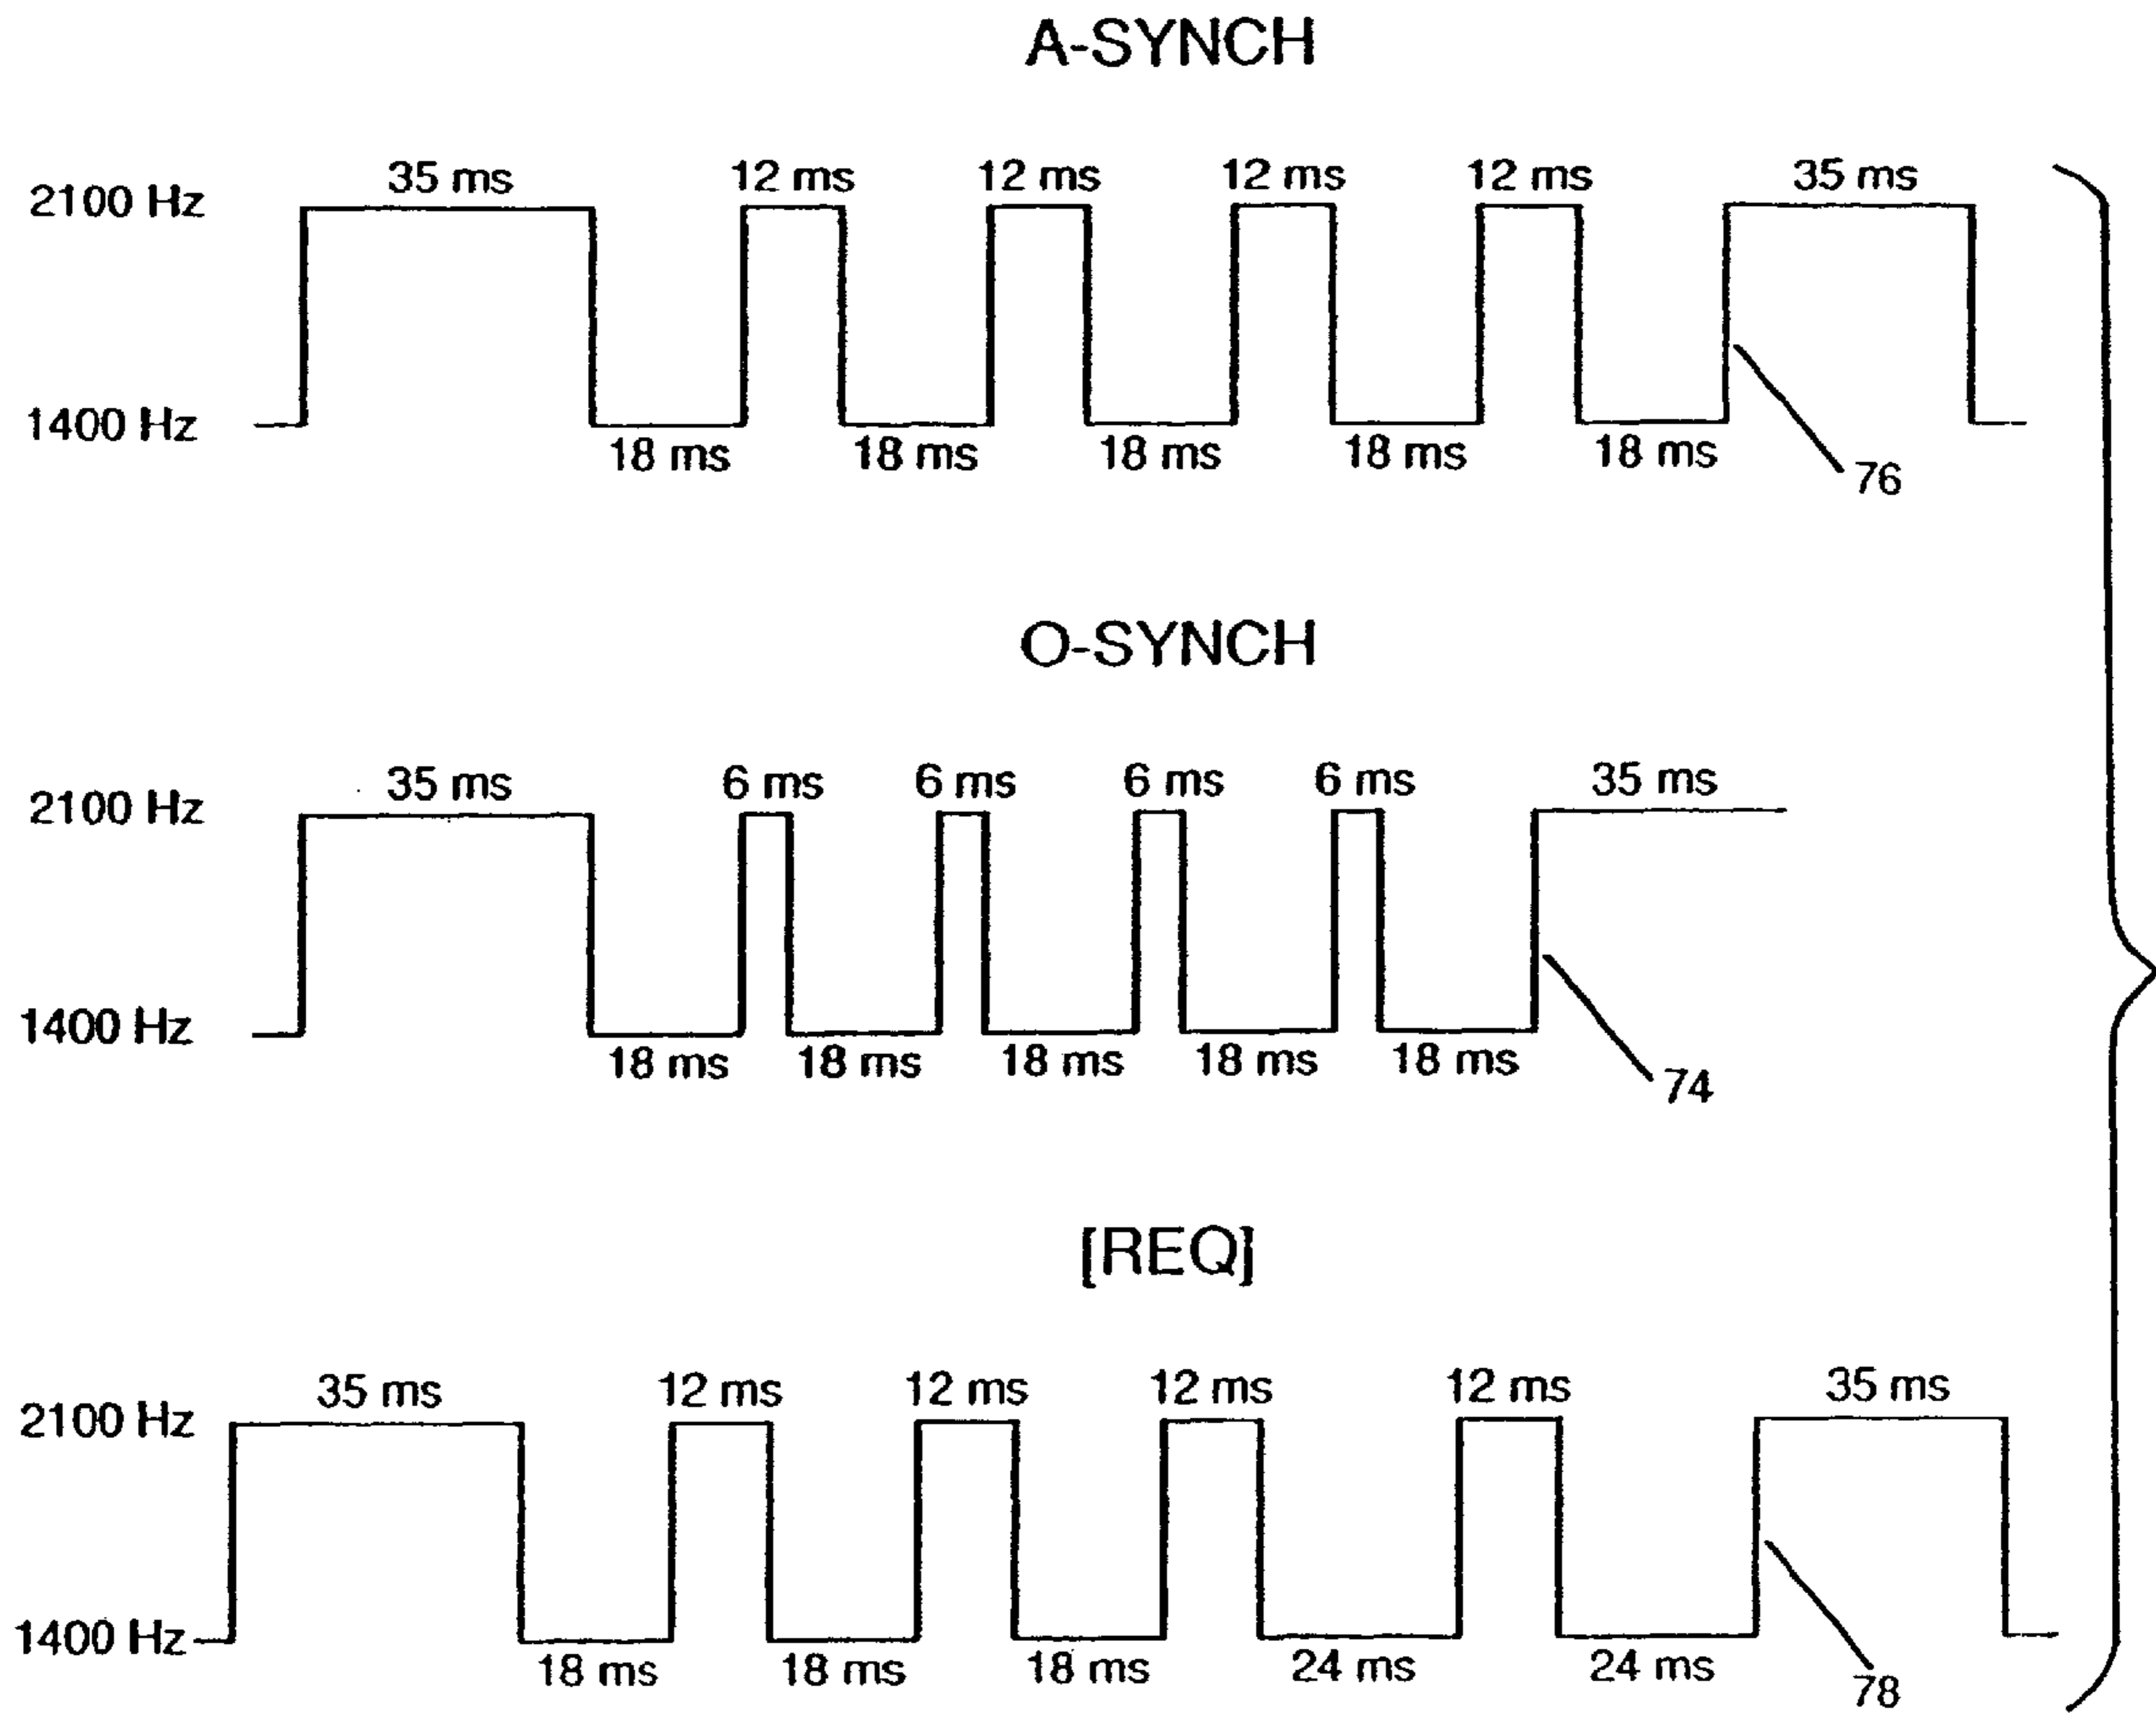 A-SYNCH
35 ms 12 ms 12 ms 12 ms 12 ms 35 ms
2100 Hz
1400 Hz
18 ms 18 ms 18 ms 18 ms 18 ms
76
O-SYNCH
35 ms 6 ms 6 ms 6 ms 6 ms 35 ms
2100 Hz
1400 Hz
18 ms 18 ms 18 ms 18 ms 18 ms
74
[REQ]
35 ms 12 ms 12 ms 12 ms 12 ms 35 ms
2100 Hz
1400 Hz
18 ms 18 ms 18 ms 24 ms 24 ms
78